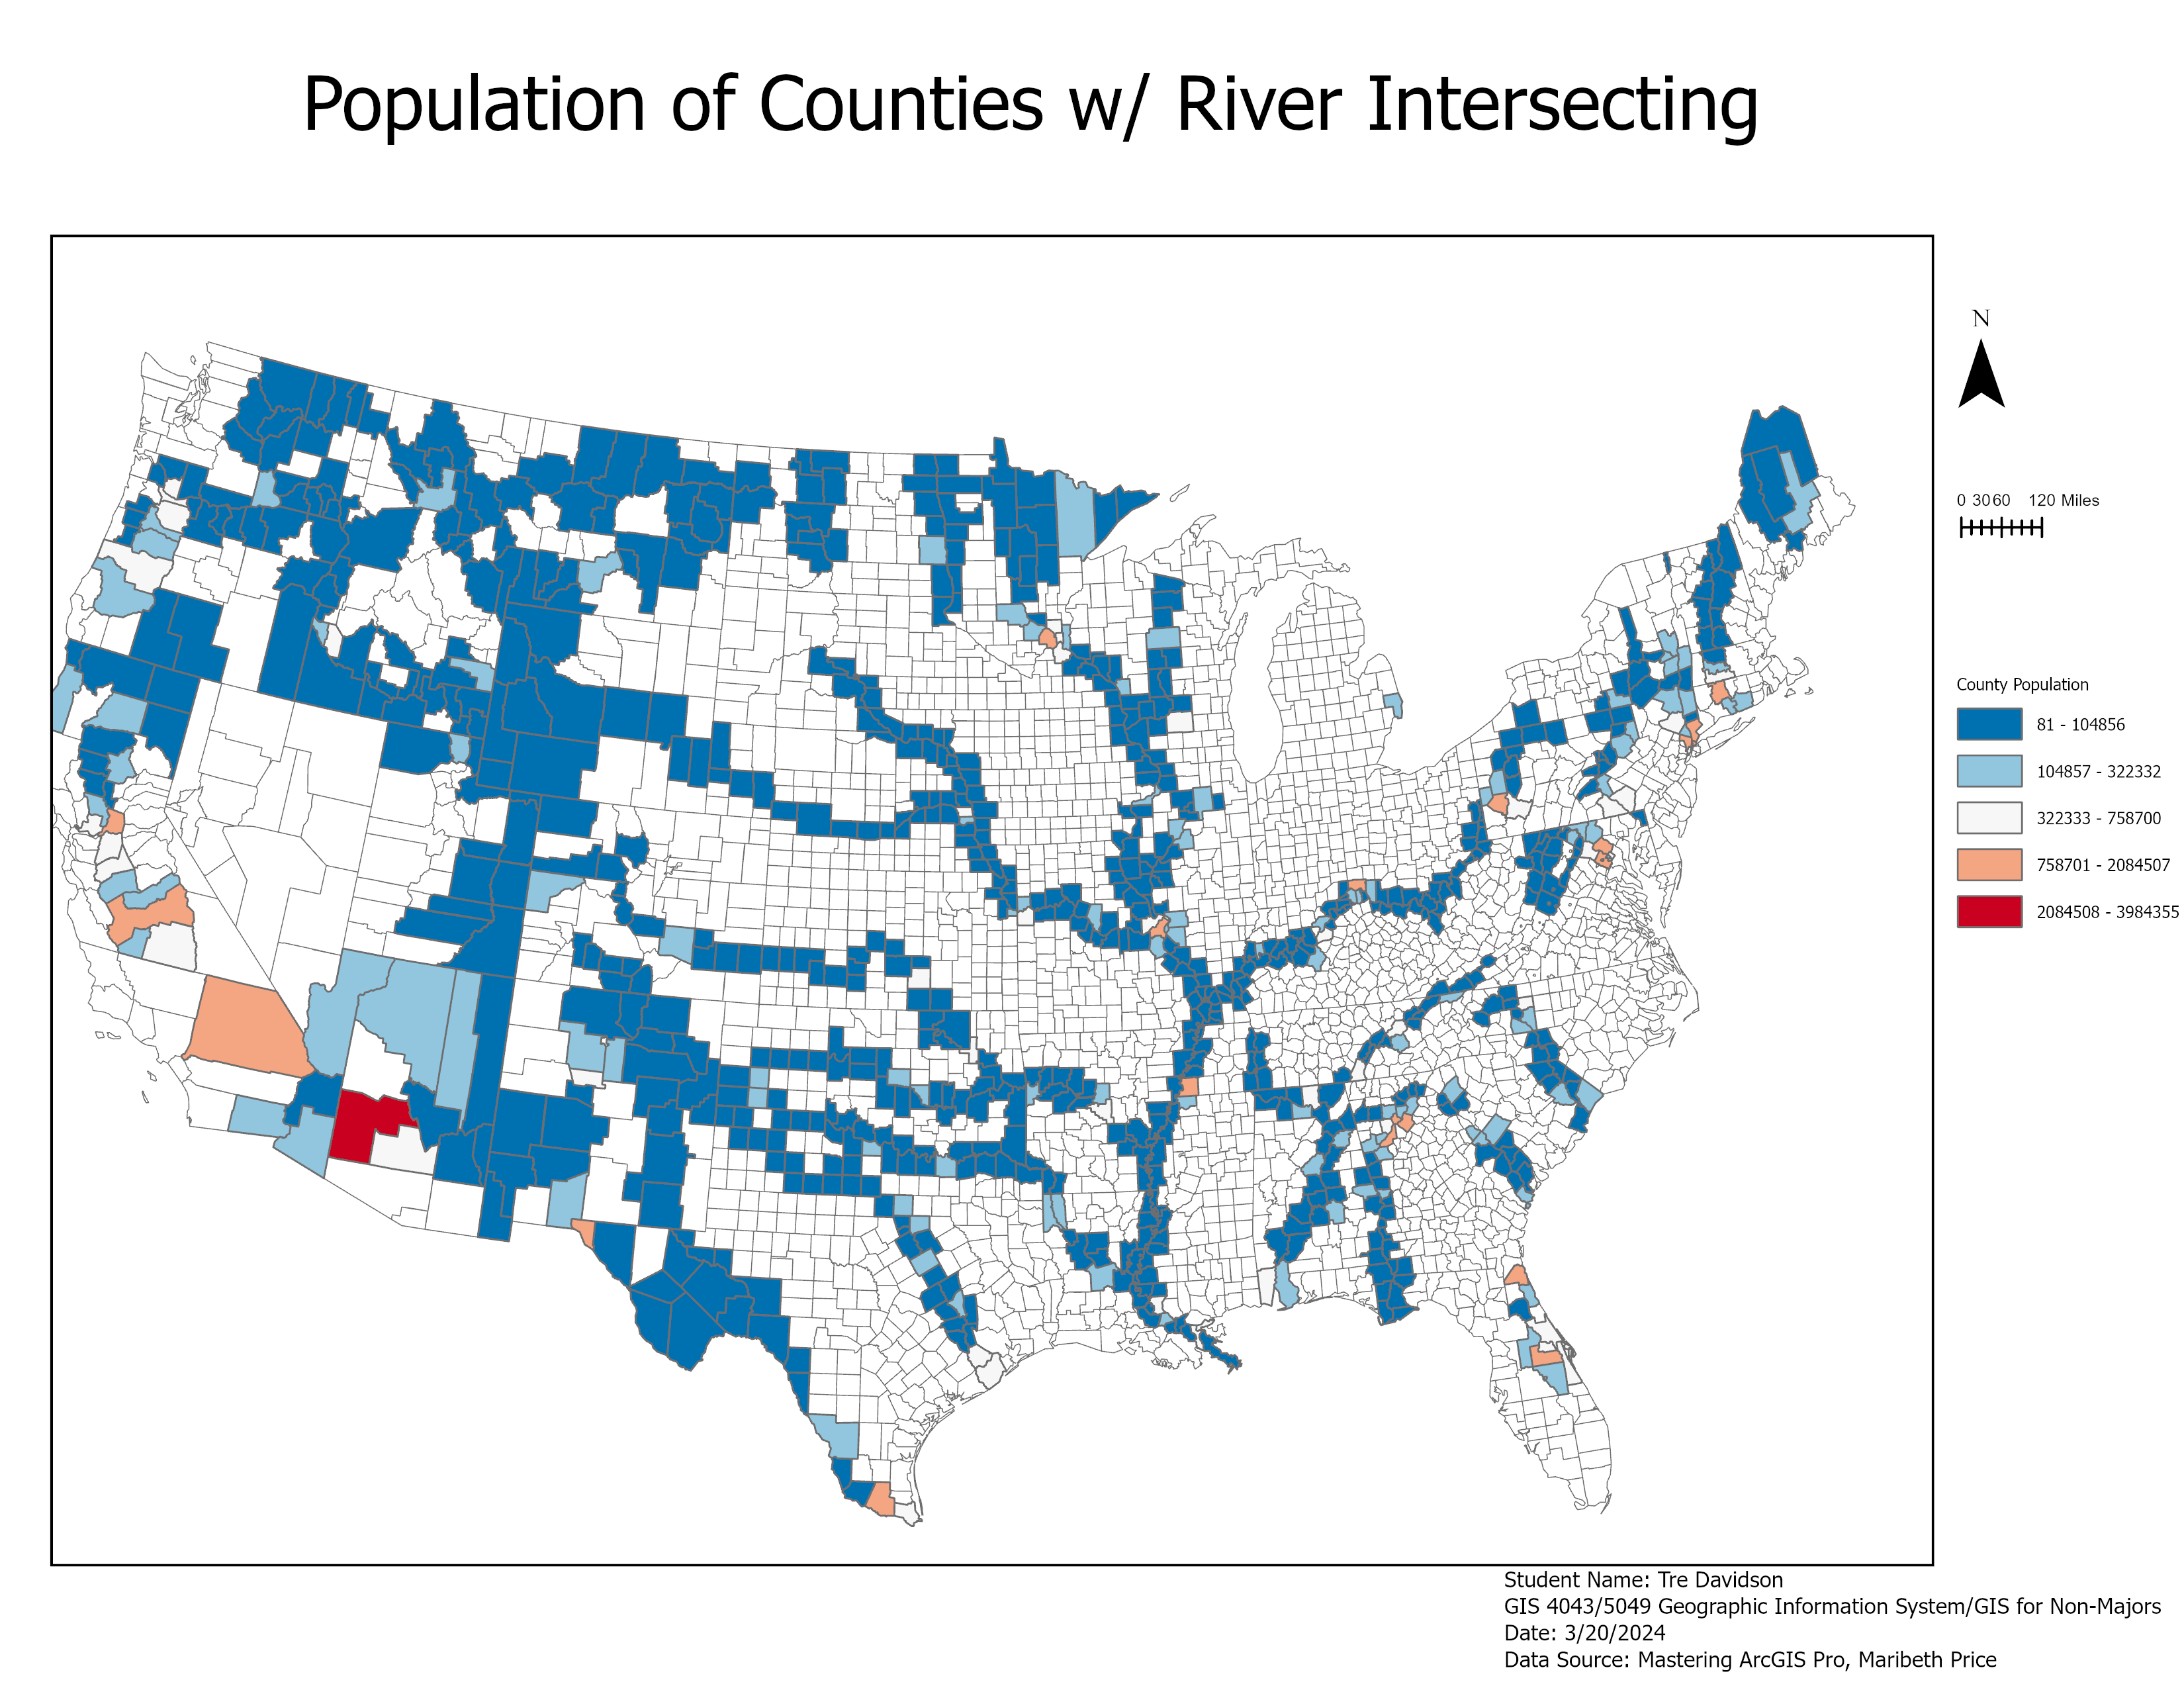 Population of Counties w/ River Intersecting
N
0 30 60 120 Miles
County Population
81 - 104856
104857 - 322332
322333 - 758700
758701 - 2084507
2084508 - 3984355
Student Name: Tre Davidson
GIS 4043/5049 Geographic Information System/GIS for Non-Majors
Date: 3/20/2024
Data Source: Mastering ArcGIS Pro, Maribeth Price